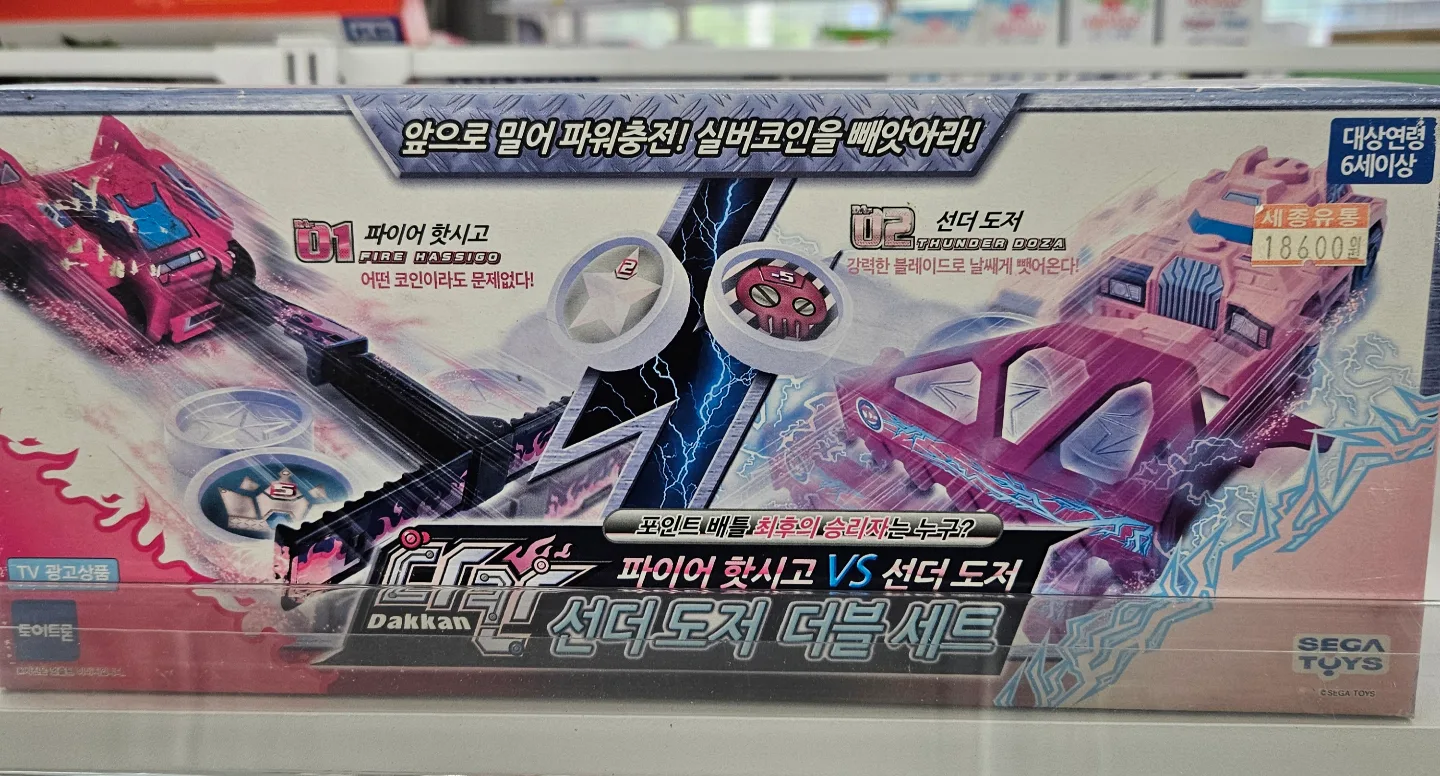 앞으로 밀어 파워충전! 실버코인을 빼앗아라!
대상연령
6세이상
01 파이어 핫시고
FIRE HASSIGO
어떤 코인이라도 문제없다!
02 선더 도저
THUNDER DOZA
강력한 블레이드로 날쌔게 뺏어온다!
세종유통
18600원
2
-5
5
포인트 배틀 최후의 승리자는 누구?
파이어 핫시고 VS 선더 도저
다칸
Dakkan
선더 도저 더블 세트
TV 광고상품
토이트론
SEGA
TOYS
©SEGA TOYS